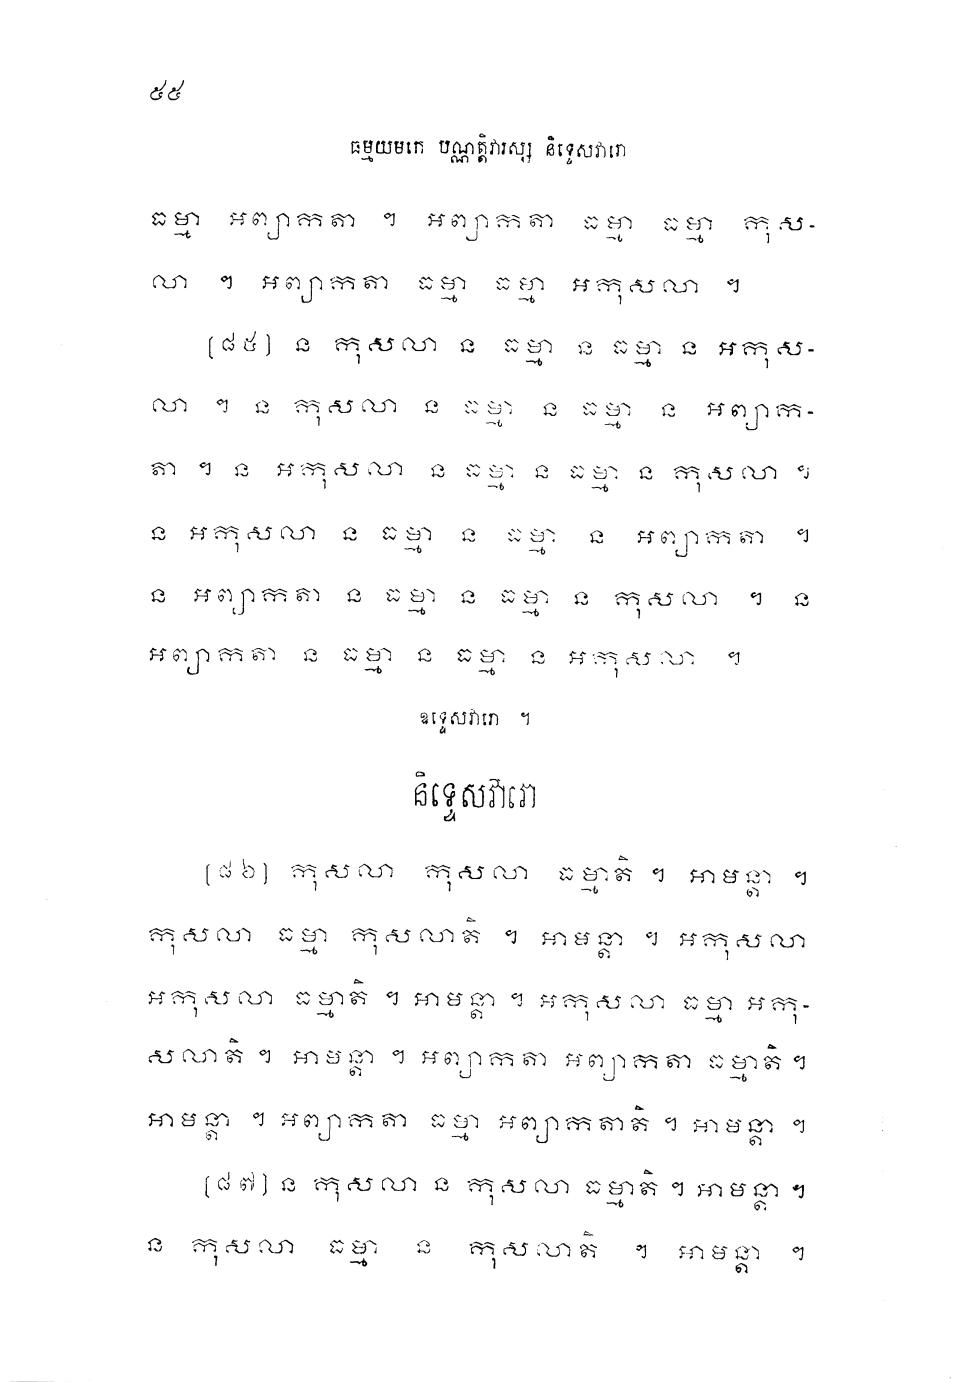 ៥៥
ធម្មយមកេ បណ្ណត្តិវារស្ស និទ្ទេសវារោ
ធម្មា អព្យាកតា ។ អព្យាកតា ធម្មា ធម្មា កុស-
លា ។ អព្យាកតា ធម្មា ធម្មា អកុសលា ។
[៨៥] ន កុសលា ន ធម្មា ន ធម្មា ន អកុស-
លា ។ ន កុសលា ន ធម្មា ន ធម្មា ន អព្យាក-
តា ។ ន អកុសលា ន ធម្មា ន ធម្មា ន កុសលា ។
ន អកុសលា ន ធម្មា ន ធម្មា ន អព្យាកតា ។
ន អព្យាកតា ន ធម្មា ន ធម្មា ន កុសលា ។ ន
អព្យាកតា ន ធម្មា ន ធម្មា ន អកុសលា ។
ឧទ្ទេសវារោ ។
និទ្ទេសវារោ
[៨៦] កុសលា កុសលា ធម្មាតិ ។ អាមន្តា ។
កុសលា ធម្មា កុសលាតិ ។ អាមន្តា ។ អកុសលា
អកុសលា ធម្មាតិ ។ អាមន្តា ។ អកុសលា ធម្មា អកុ-
សលាតិ ។ អាមន្តា ។ អព្យាកតា អព្យាកតា ធម្មាតិ ។
អាមន្តា ។ អព្យាកតា ធម្មា អព្យាកតាតិ ។ អាមន្តា ។
[៨៧] ន កុសលា ន កុសលា ធម្មាតិ ។ អាមន្តា ។
ន កុសលា ធម្មា ន កុសលាតិ ។ អាមន្តា ។